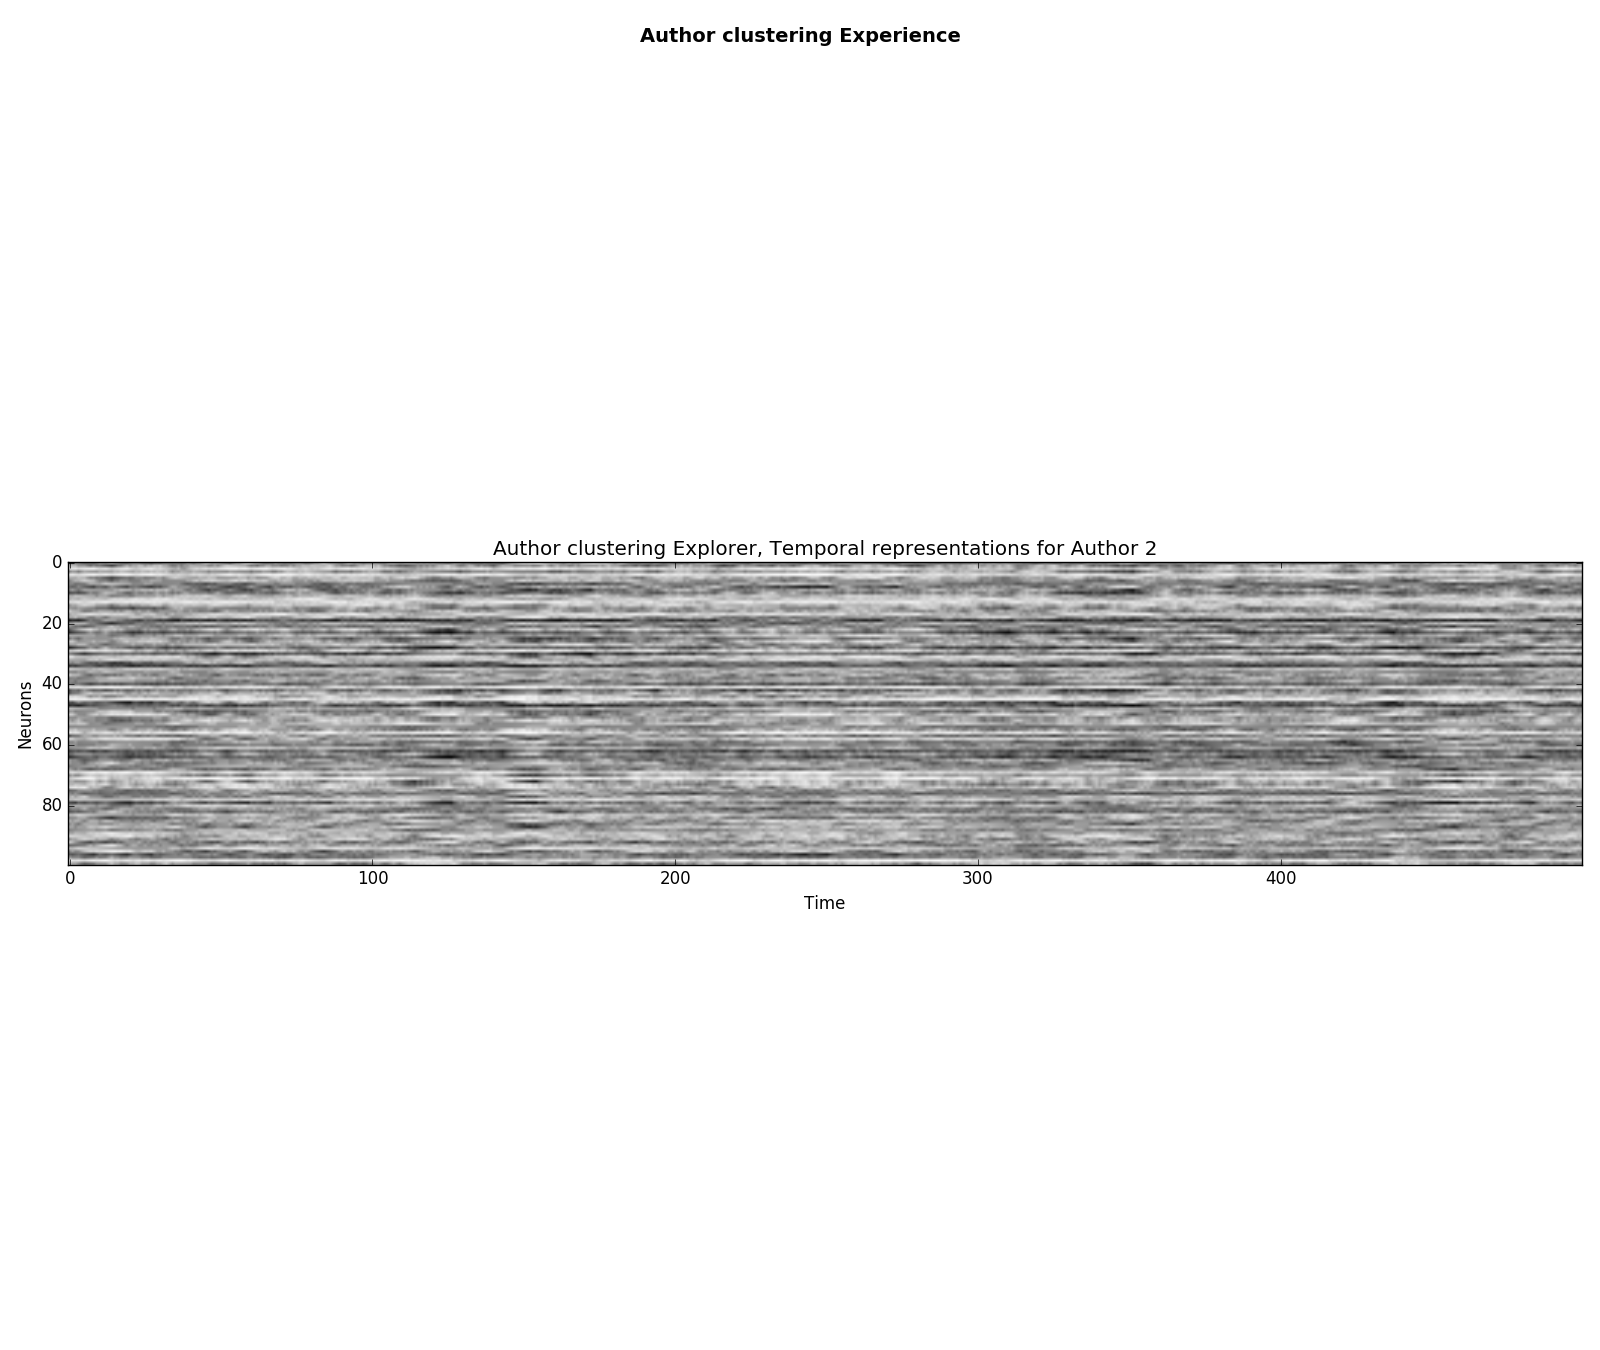 Author clustering Experience
Author clustering Explorer, Temporal representations for Author 2
0
20
40
60
80
Neurons
0 100 200 300 400
Time